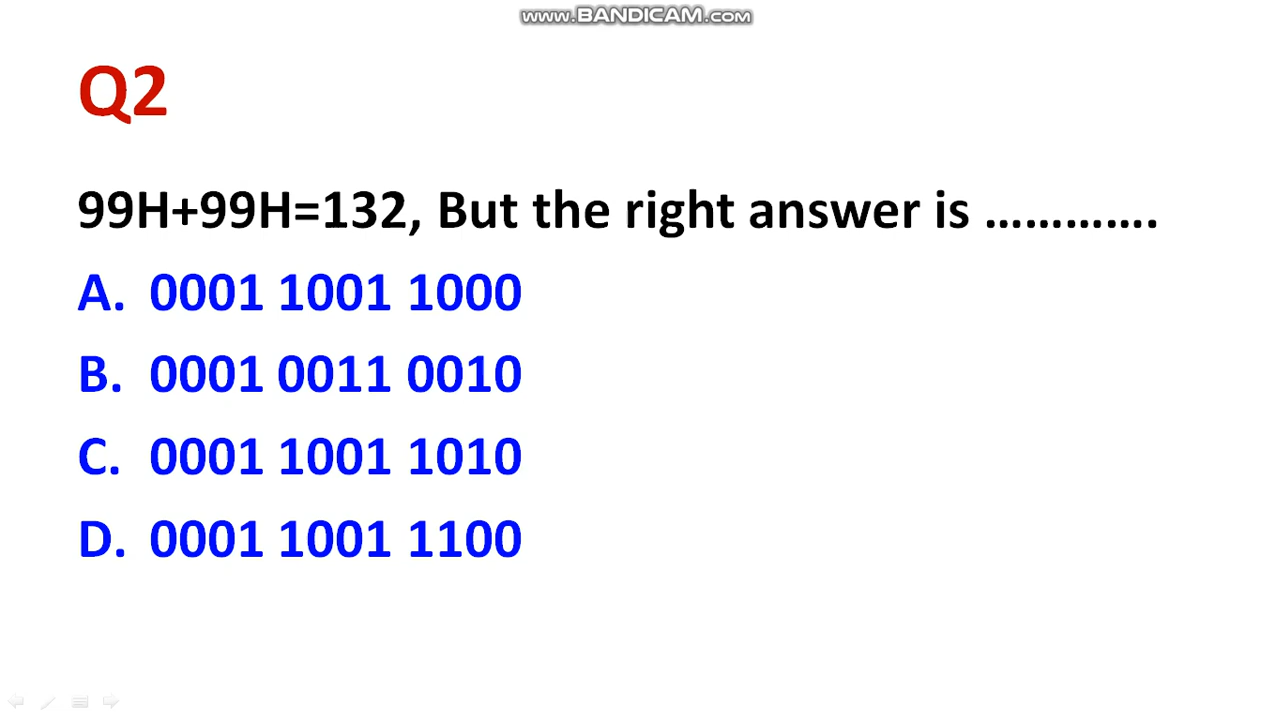 www.BANDICAM.com
Q2
99H+99H=132, But the right answer is ………….
A. 0001 1001 1000
B. 0001 0011 0010
C. 0001 1001 1010
D. 0001 1001 1100